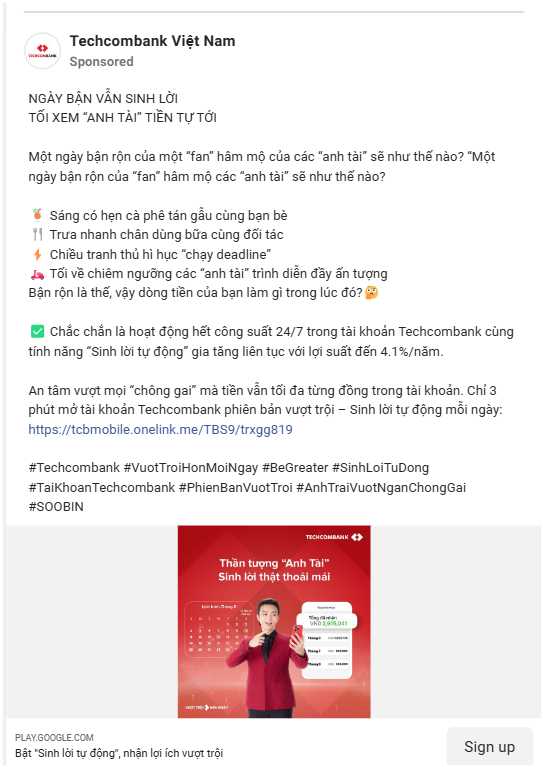 Techcombank Việt Nam
TECHCOMBANK
Sponsored
NGÀY BẬN VẪN SINH LỜI
TỐI XEM “ANH TÀI” TIỀN TỰ TỚI
Một ngày bận rộn của một “fan” hâm mộ của các “anh tài” sẽ như thế nào? “Một
ngày bận rộn của “fan” hâm mộ các “anh tài” sẽ như thế nào?
Sáng có hẹn cà phê tán gẫu cùng bạn bè
Trưa nhanh chân dùng bữa cùng đối tác
Chiều tranh thủ hì hục “chạy deadline”
Tối về chiêm ngưỡng các “anh tài” trình diễn đầy ấn tượng
Bận rộn là thế, vậy dòng tiền của bạn làm gì trong lúc đó?
Chắc chắn là hoạt động hết công suất 24/7 trong tài khoản Techcombank cùng
tính năng “Sinh lời tự động” gia tăng liên tục với lợi suất đến 4.1%/năm.
An tâm vượt mọi “chông gai” mà tiền vẫn tối đa từng đồng trong tài khoản. Chỉ 3
phút mở tài khoản Techcombank phiên bản vượt trội – Sinh lời tự động mỗi ngày:
https://tcbmobile.onelink.me/TBS9/trxgg819
#Techcombank #VuotTroiHonMoiNgay #BeGreater #SinhLoiTuDong
#TaiKhoanTechcombank #PhienBanVuotTroi #AnhTraiVuotNganChongGai
#SOOBIN
TECHCOMBANK
Thần tượng “Anh Tài”
Sinh lời thật thoải mái
Lịch trình Tháng 8
Tổng đã nhận
VND 2,819,041
VƯỢT TRỘI MỖI NGÀY
PLAY.GOOGLE.COM
Bật "Sinh lời tự động", nhận lợi ích vượt trội
Sign up